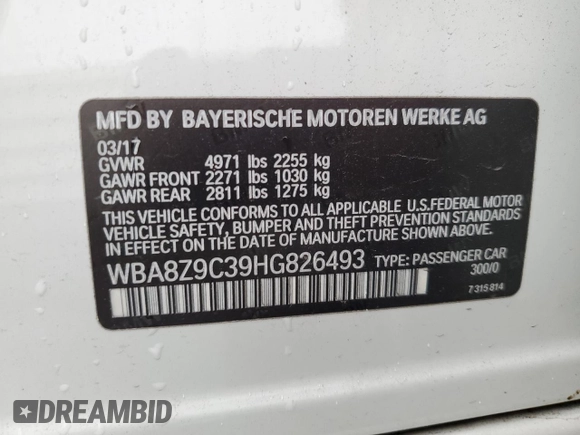 MFD BY BAYERISCHE MOTOREN WERKE AG
03/17
GVWR 4971 lbs 2255 kg
GAWR FRONT 2271 lbs 1030 kg
GAWR REAR 2811 lbs 1275 kg
THIS VEHICLE CONFORMS TO ALL APPLICABLE U.S.FEDERAL MOTOR
VEHICLE SAFETY, BUMPER AND THEFT PREVENTION STANDARDS
IN EFFECT ON THE DATE OF MANUFACTURE SHOWN ABOVE.
WBA8Z9C39HG826493 TYPE: PASSENGER CAR
300/0
7 315 814
DREAMBID